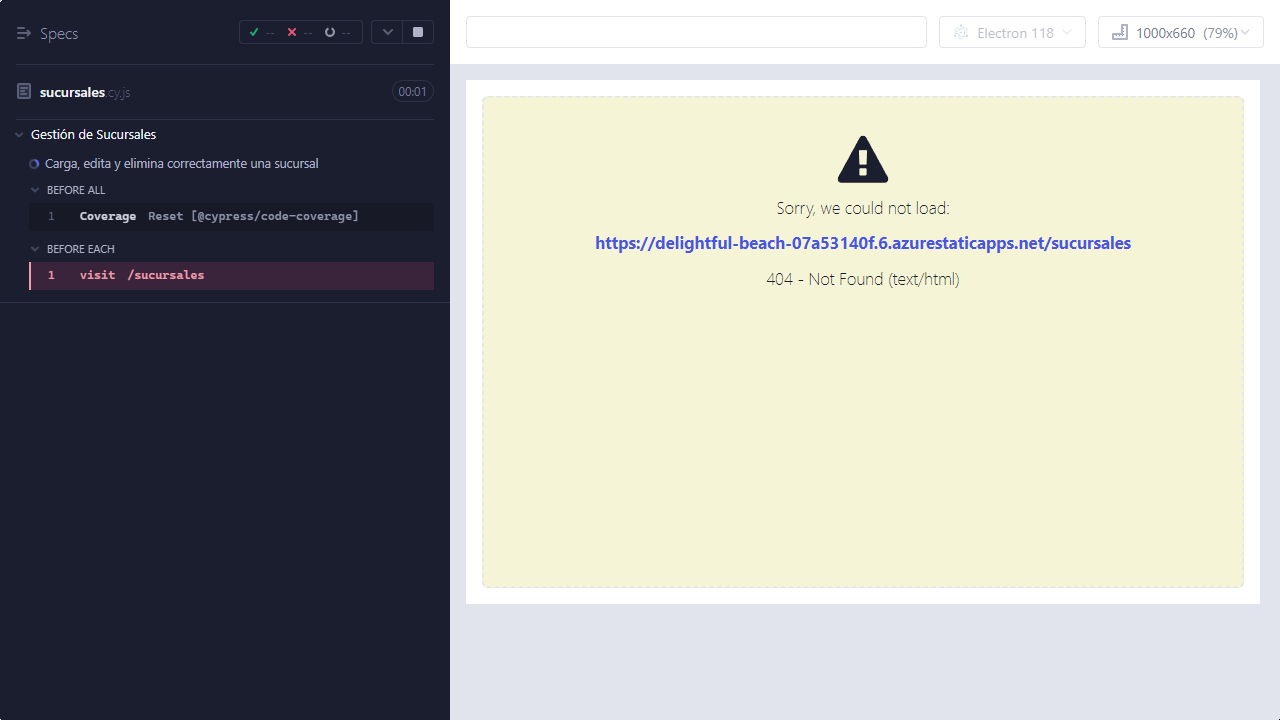 Specs
--
--
--
Electron 118
1000x660 (79%)
sucursales.cy.js
00:01
Gestión de Sucursales
Carga, edita y elimina correctamente una sucursal
BEFORE ALL
1 Coverage Reset [@cypress/code-coverage]
BEFORE EACH
1 visit /sucursales
Sorry, we could not load:
https://delightful-beach-07a53140f.6.azurestaticapps.net/sucursales
404 - Not Found (text/html)